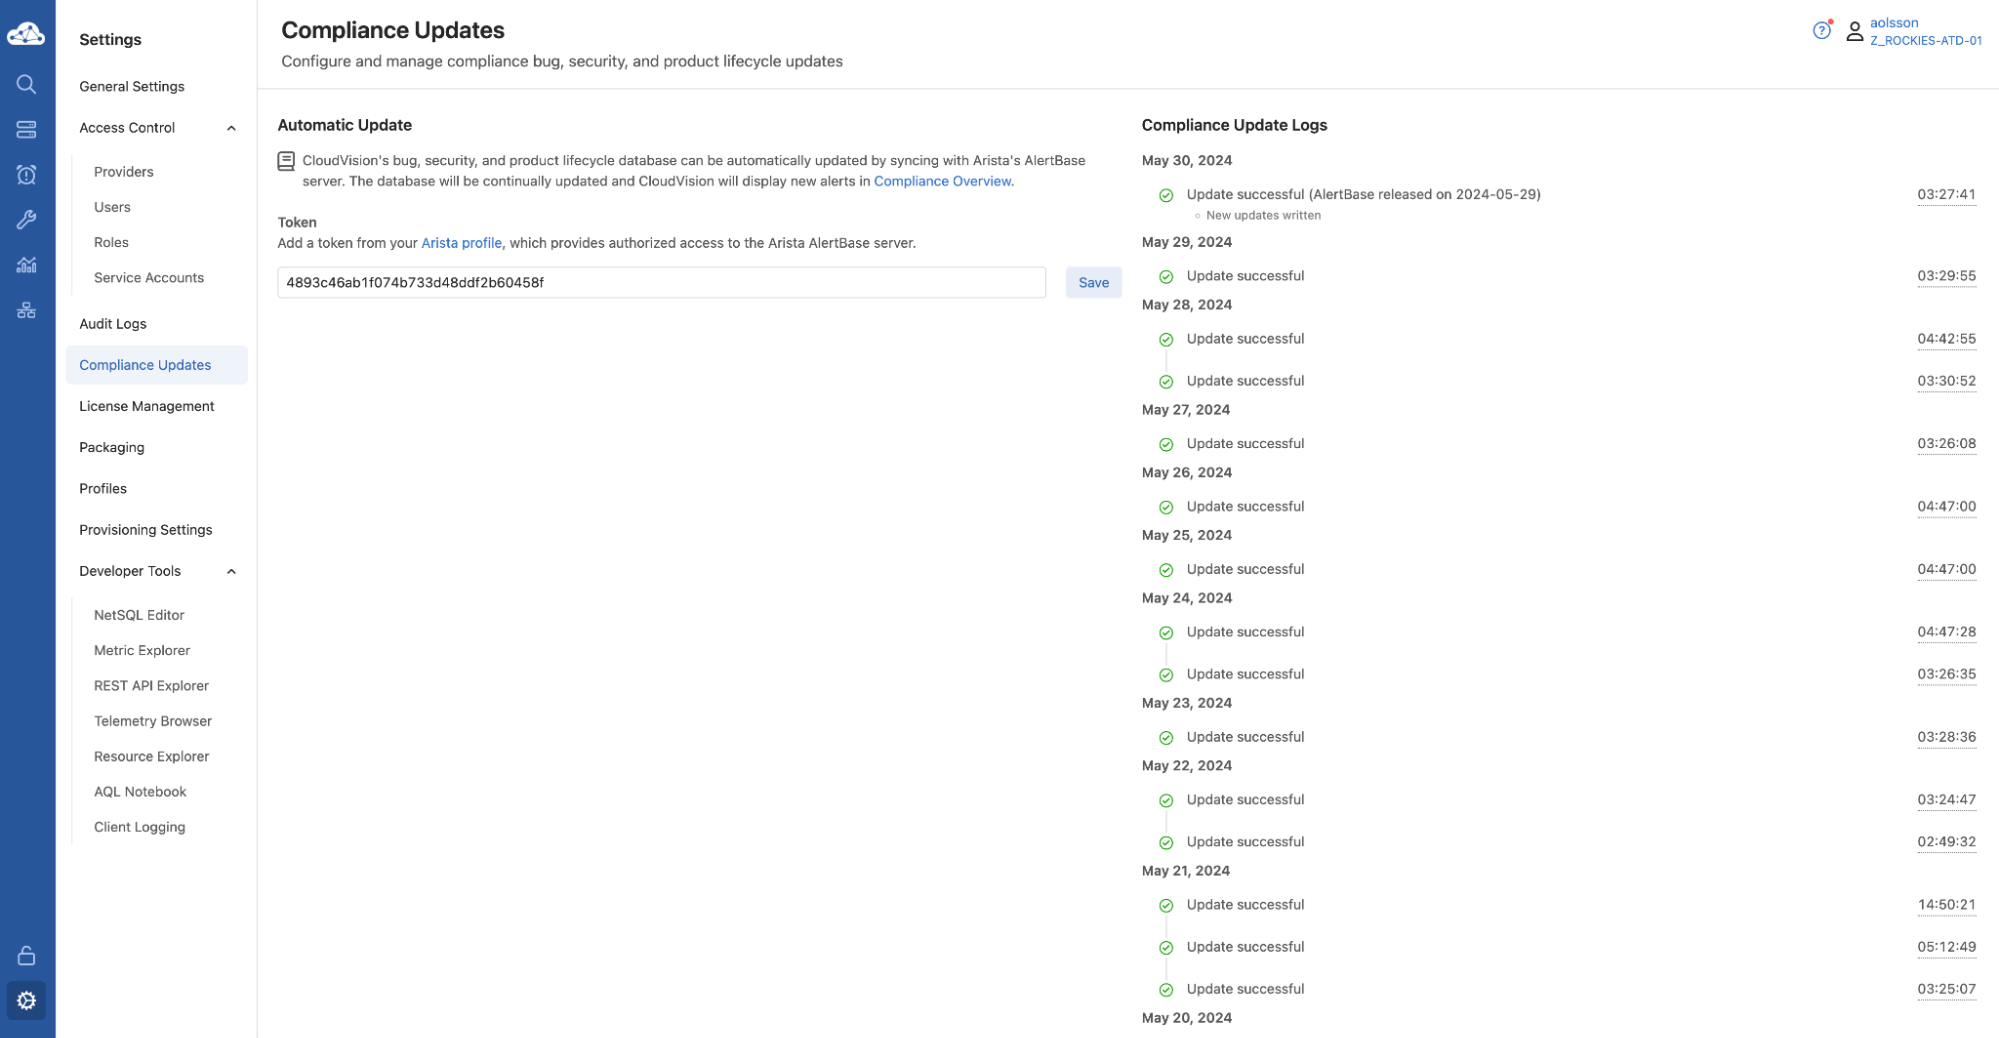 Settings
General Settings
Access Control
Providers
Users
Roles
Service Accounts
Audit Logs
Compliance Updates
License Management
Packaging
Profiles
Provisioning Settings
Developer Tools
NetSQL Editor
Metric Explorer
REST API Explorer
Telemetry Browser
Resource Explorer
AQL Notebook
Client Logging
Compliance Updates
Configure and manage compliance bug, security, and product lifecycle updates
aolsson
Z_ROCKIES-ATD-01
Automatic Update
CloudVision's bug, security, and product lifecycle database can be automatically updated by syncing with Arista's AlertBase
server. The database will be continually updated and CloudVision will display new alerts in Compliance Overview.
Token
Add a token from your Arista profile, which provides authorized access to the Arista AlertBase server.
4893c46ab1f074b733d48ddf2b60458f
Save
Compliance Update Logs
May 30, 2024
Update successful (AlertBase released on 2024-05-29) 03:27:41
New updates written
May 29, 2024
Update successful 03:29:55
May 28, 2024
Update successful 04:42:55
Update successful 03:30:52
May 27, 2024
Update successful 03:26:08
May 26, 2024
Update successful 04:47:00
May 25, 2024
Update successful 04:47:00
May 24, 2024
Update successful 04:47:28
Update successful 03:26:35
May 23, 2024
Update successful 03:28:36
May 22, 2024
Update successful 03:24:47
Update successful 02:49:32
May 21, 2024
Update successful 14:50:21
Update successful 05:12:49
Update successful 03:25:07
May 20, 2024